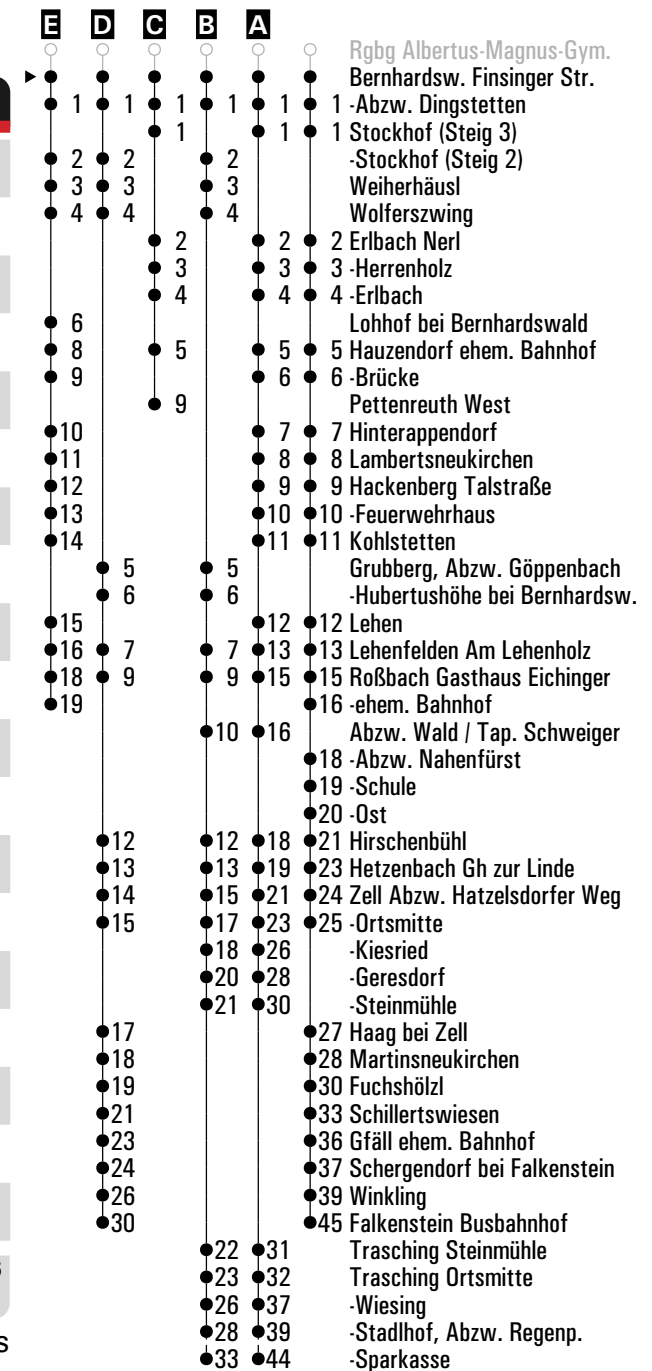 E D C B A
Rgbg Albertus-Magnus-Gym.
Bernhardsw. Finsinger Str.
1 1 1 1 1 1 -Abzw. Dingstetten
1 1 1 Stockhof (Steig 3)
2 2 2 -Stockhof (Steig 2)
3 3 3 Weiherhäusl
4 4 4 Wolferszwing
2 2 2 Erlbach Nerl
3 3 3 -Herrenholz
4 4 4 -Erlbach
6 Lohhof bei Bernhardswald
8 5 5 5 Hauzendorf ehem. Bahnhof
9 6 6 -Brücke
9 Pettenreuth West
10 7 7 Hinterappendorf
11 8 8 Lambertsneukirchen
12 9 9 Hackenberg Talstraße
13 10 10 -Feuerwehrhaus
14 11 11 Kohlstetten
5 5 Grubberg, Abzw. Göppenbach
6 6 -Hubertushöhe bei Bernhardsw.
15 12 12 Lehen
16 7 7 13 13 Lehenfelden Am Lehenholz
18 9 9 15 15 Roßbach Gasthaus Eichinger
19 16 -ehem. Bahnhof
10 16 Abzw. Wald / Tap. Schweiger
18 -Abzw. Nahenfürst
19 -Schule
20 -Ost
12 12 18 21 Hirschenbühl
13 13 19 23 Hetzenbach Gh zur Linde
14 15 21 24 Zell Abzw. Hatzelsdorfer Weg
15 17 23 25 -Ortsmitte
18 26 -Kiesried
20 28 -Geresdorf
21 30 -Steinmühle
17 27 Haag bei Zell
18 28 Martinsneukirchen
19 30 Fuchshölzl
21 33 Schillertswiesen
23 36 Gfäll ehem. Bahnhof
24 37 Schergendorf bei Falkenstein
26 39 Winkling
30 45 Falkenstein Busbahnhof
22 31 Trasching Steinmühle
23 32 Trasching Ortsmitte
26 37 -Wiesing
28 39 -Stadlhof, Abzw. Regenp.
33 44 -Sparkasse